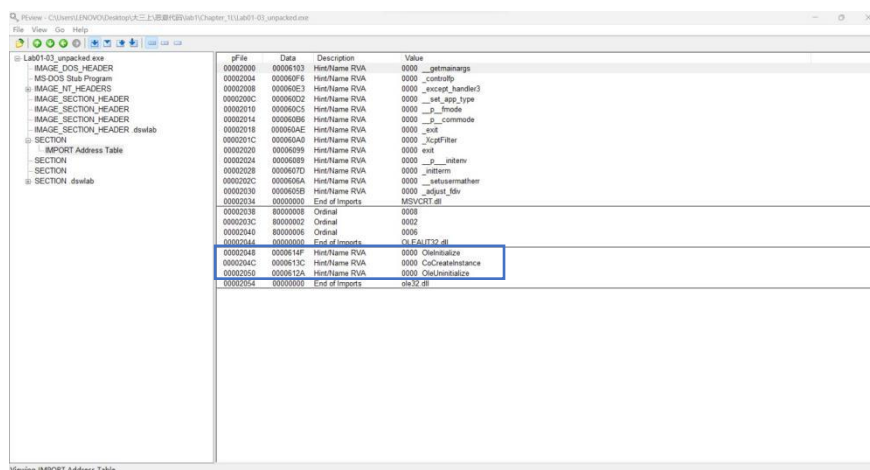 PEview - C:\Users\LENOVO\Desktop\大三上\恶意代码\lab1\Chapter_1L\Lab01-03_unpacked.exe
File View Go Help
Lab01-03_unpacked.exe
IMAGE_DOS_HEADER
MS-DOS Stub Program
IMAGE_NT_HEADERS
IMAGE_SECTION_HEADER
IMAGE_SECTION_HEADER
IMAGE_SECTION_HEADER
IMAGE_SECTION_HEADER .dswlab
SECTION
IMPORT Address Table
SECTION
SECTION
SECTION .dswlab
pFile Data Description Value
00002000 00006103 Hint/Name RVA 0000 __getmainargs
00002004 000060F6 Hint/Name RVA 0000 _controlfp
00002008 000060E3 Hint/Name RVA 0000 _except_handler3
0000200C 000060D2 Hint/Name RVA 0000 __set_app_type
00002010 000060C5 Hint/Name RVA 0000 __p__fmode
00002014 000060B6 Hint/Name RVA 0000 __p__commode
00002018 000060AE Hint/Name RVA 0000 _exit
0000201C 000060A0 Hint/Name RVA 0000 _XcptFilter
00002020 00006099 Hint/Name RVA 0000 exit
00002024 00006089 Hint/Name RVA 0000 __p___initenv
00002028 0000607D Hint/Name RVA 0000 _initterm
0000202C 0000606A Hint/Name RVA 0000 __setusermatherr
00002030 0000605B Hint/Name RVA 0000 _adjust_fdiv
00002034 00000000 End of Imports MSVCRT.dll
00002038 80000008 Ordinal 0008
0000203C 80000002 Ordinal 0002
00002040 80000006 Ordinal 0006
00002044 00000000 End of Imports OLEAUT32.dll
00002048 0000614F Hint/Name RVA 0000 OleInitialize
0000204C 0000613C Hint/Name RVA 0000 CoCreateInstance
00002050 0000612A Hint/Name RVA 0000 OleUninitialize
00002054 00000000 End of Imports ole32.dll
Viewing IMPORT Address Table